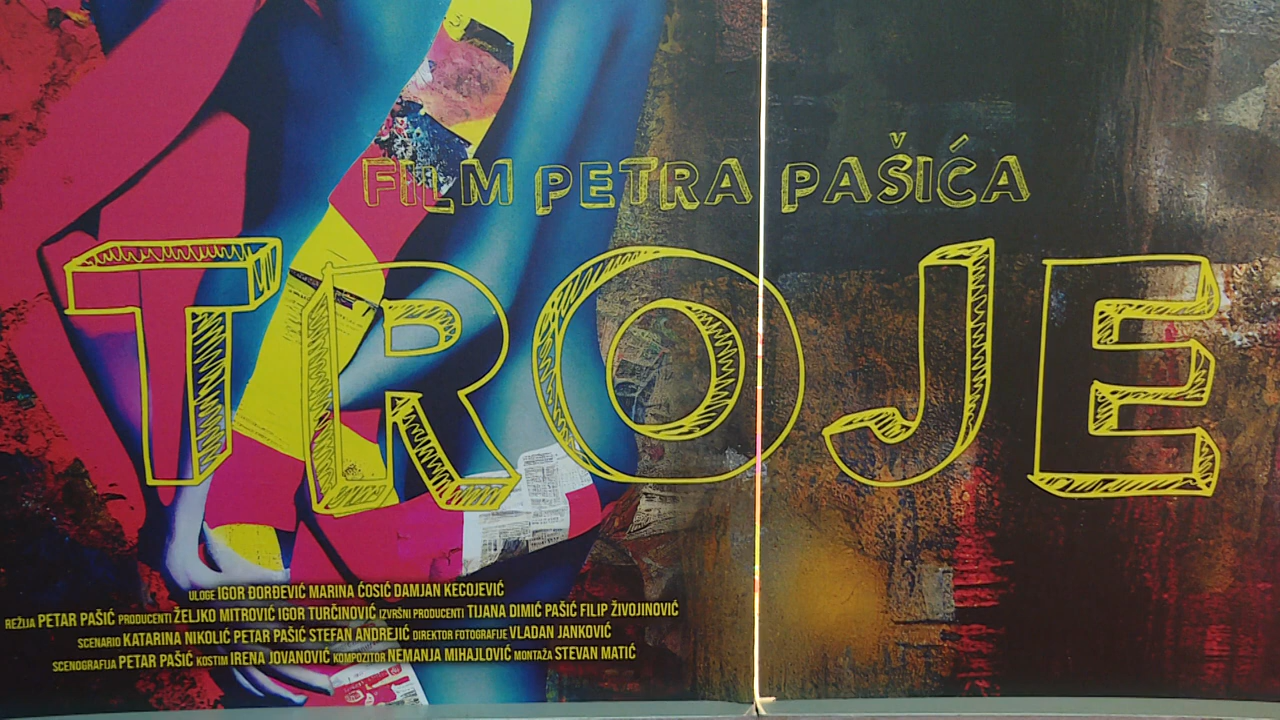 FILM PETRA PAŠIĆA
TROJE
ULOGE IGOR ĐORĐEVIĆ MARINA ĆOSIĆ DAMJAN KECOJEVIĆ
REŽIJA PETAR PAŠIĆ PRODUCENTI ŽELJKO MITROVIĆ IGOR TURČINOVIĆ IZVRŠNI PRODUCENTI TIJANA DIMIĆ PAŠIĆ FILIP ŽIVOJINOVIĆ
SCENARIO KATARINA NIKOLIĆ PETAR PAŠIĆ STEFAN ANDREJIĆ DIREKTOR FOTOGRAFIJE VLADAN JANKOVIĆ
SCENOGRAFIJA PETAR PAŠIĆ KOSTIM IRENA JOVANOVIĆ KOMPOZITOR NEMANJA MIHAJLOVIĆ MONTAŽA STEVAN MATIĆ